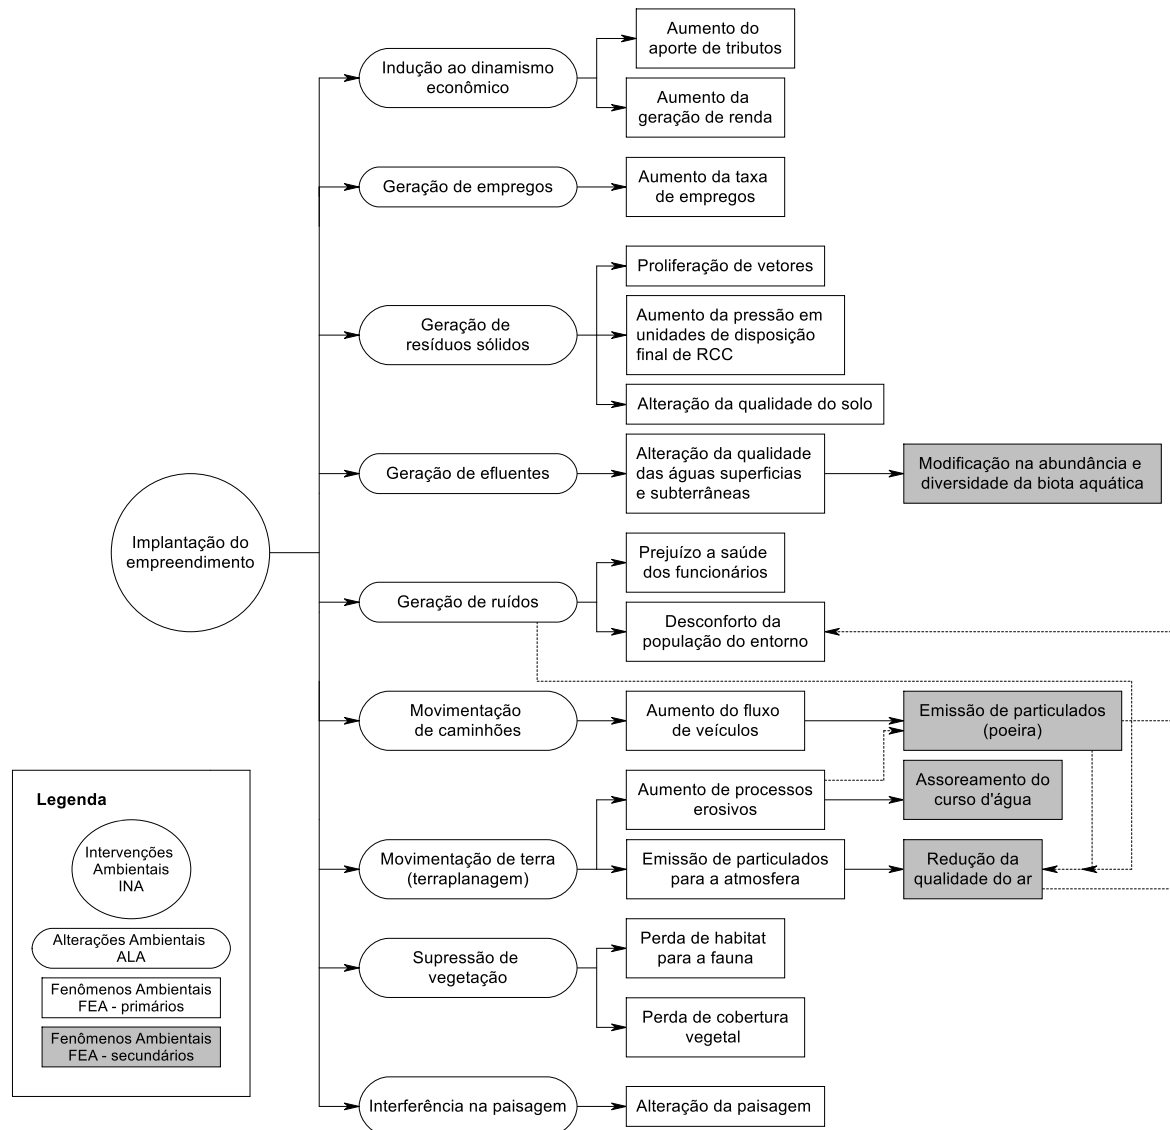 Aumento do
aporte de tributos
Indução ao dinamismo
econômico
Aumento da
geração de renda
Geração de empregos
Aumento da taxa
de empregos
Proliferação de vetores
Geração de
resíduos sólidos
Aumento da pressão em
unidades de disposição
final de RCC
Alteração da qualidade do solo
Geração de efluentes
Alteração da qualidade
das águas superficias
e subterrâneas
Modificação na abundância e
diversidade da biota aquática
Implantação do
empreendimento
Prejuízo a saúde
dos funcionários
Geração de ruídos
Desconforto da
população do entorno
Movimentação
de caminhões
Aumento do fluxo
de veículos
Emissão de particulados
(poeira)
Aumento de processos
erosivos
Assoreamento do
curso d'água
Movimentação de terra
(terraplanagem)
Emissão de particulados
para a atmosfera
Redução da
qualidade do ar
Supressão de
vegetação
Perda de habitat
para a fauna
Perda de cobertura
vegetal
Interferência na paisagem
Alteração da paisagem
Legenda
Intervenções
Ambientais
INA
Alterações Ambientais
ALA
Fenômenos Ambientais
FEA - primários
Fenômenos Ambientais
FEA - secundários